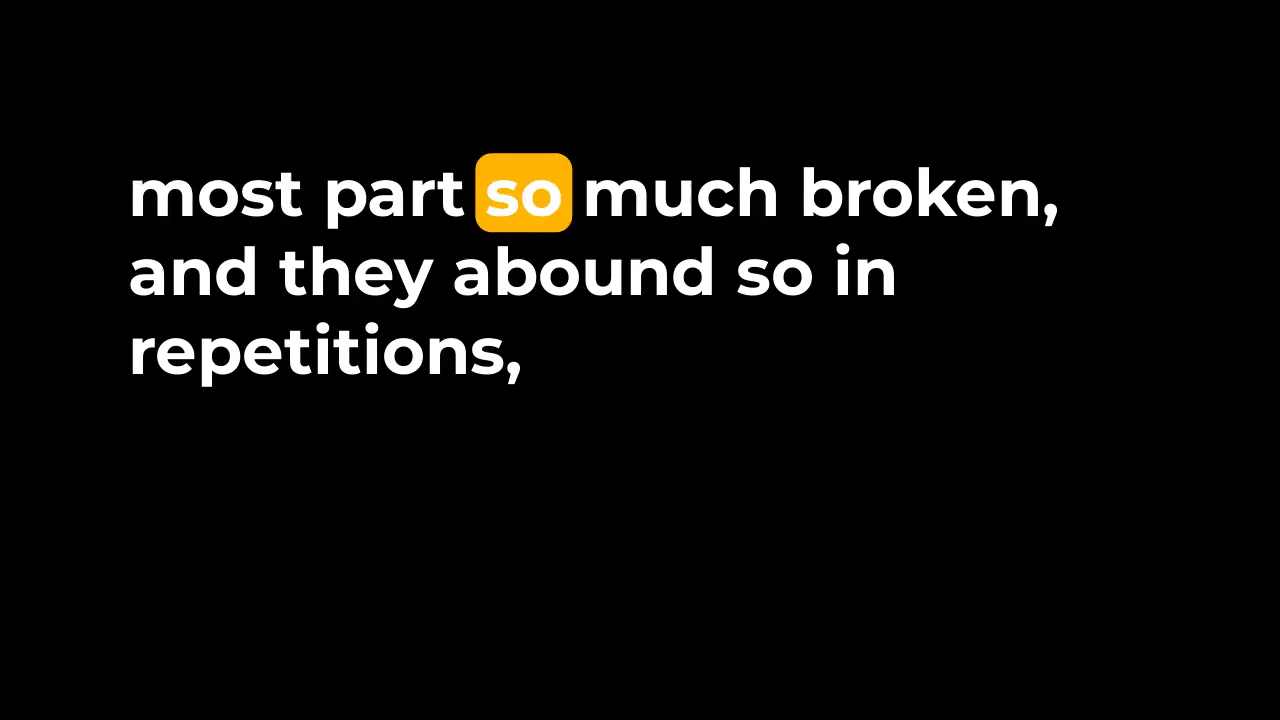 most part so much broken,
and they abound so in
repetitions,